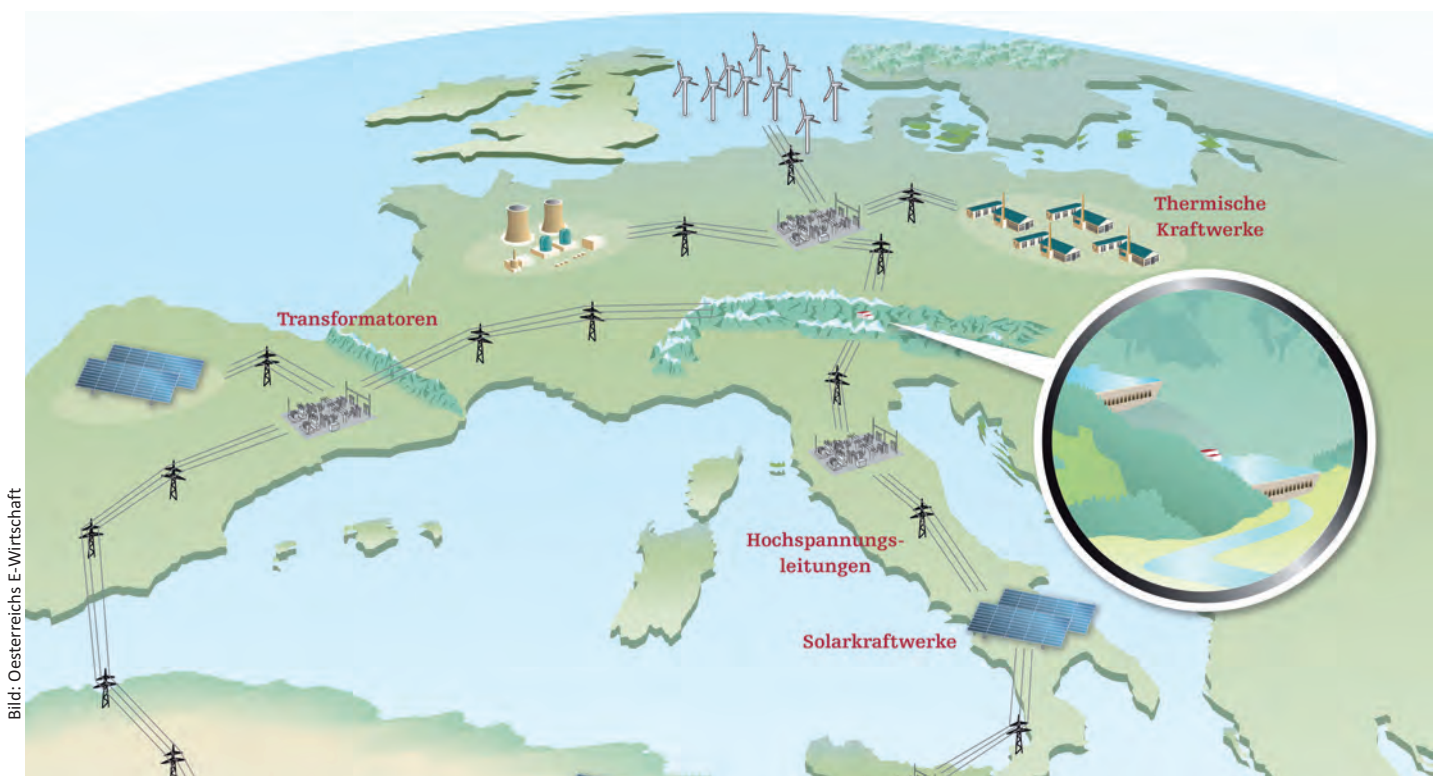 Thermische
Kraftwerke
Transformatoren
Hochspannungs-
leitungen
Solarkraftwerke
Bild: Oesterreichs E-Wirtschaft